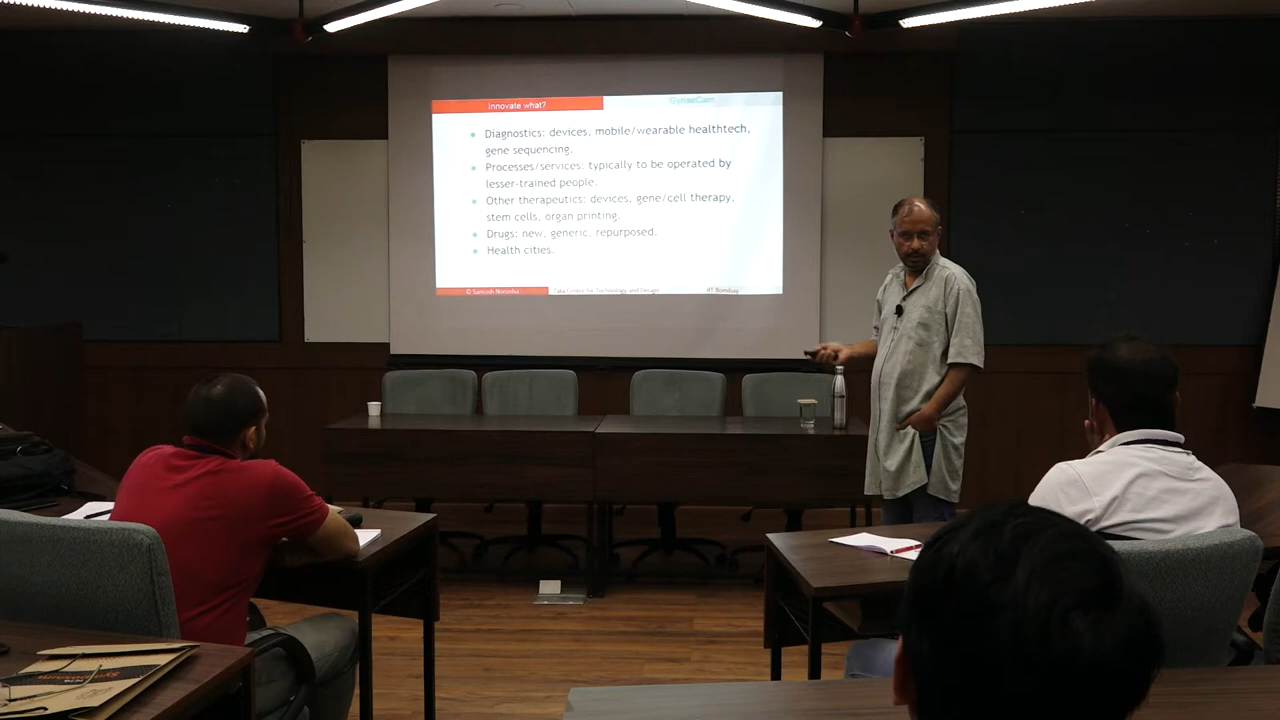 Innovate what?
GynaeCam
Diagnostics: devices, mobile/wearable healthtech,
gene sequencing.
Processes/services: typically to be operated by
lesser-trained people.
Other therapeutics: devices, gene/cell therapy,
stem cells, organ printing.
Drugs: new, generic, repurposed.
Health cities.
© Santosh Noronha
Tata Center for Technology and Design
IIT Bombay
Symposium